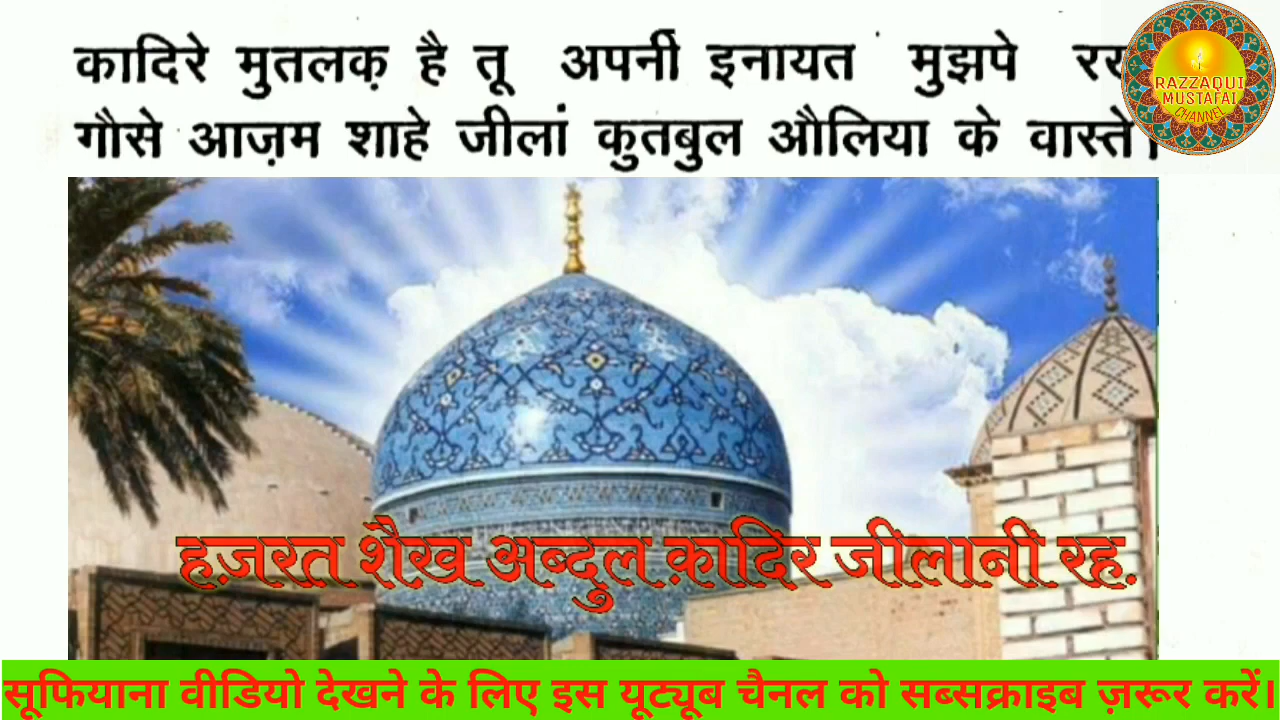 कादिरे मुतलक़ है तू अपनी इनायत मुझपे
गौसे आज़म शाहे जीलां कुतबुल औलिया के वास्ते।
RAZZAQUI
MUSTAFAI
CHANNEL
हज़रत शैख अब्दुल क़ादिर जीलानी रह.
सूफियाना वीडियो देखने के लिए इस यूट्यूब चैनल को सब्सक्राइब ज़रूर करें।